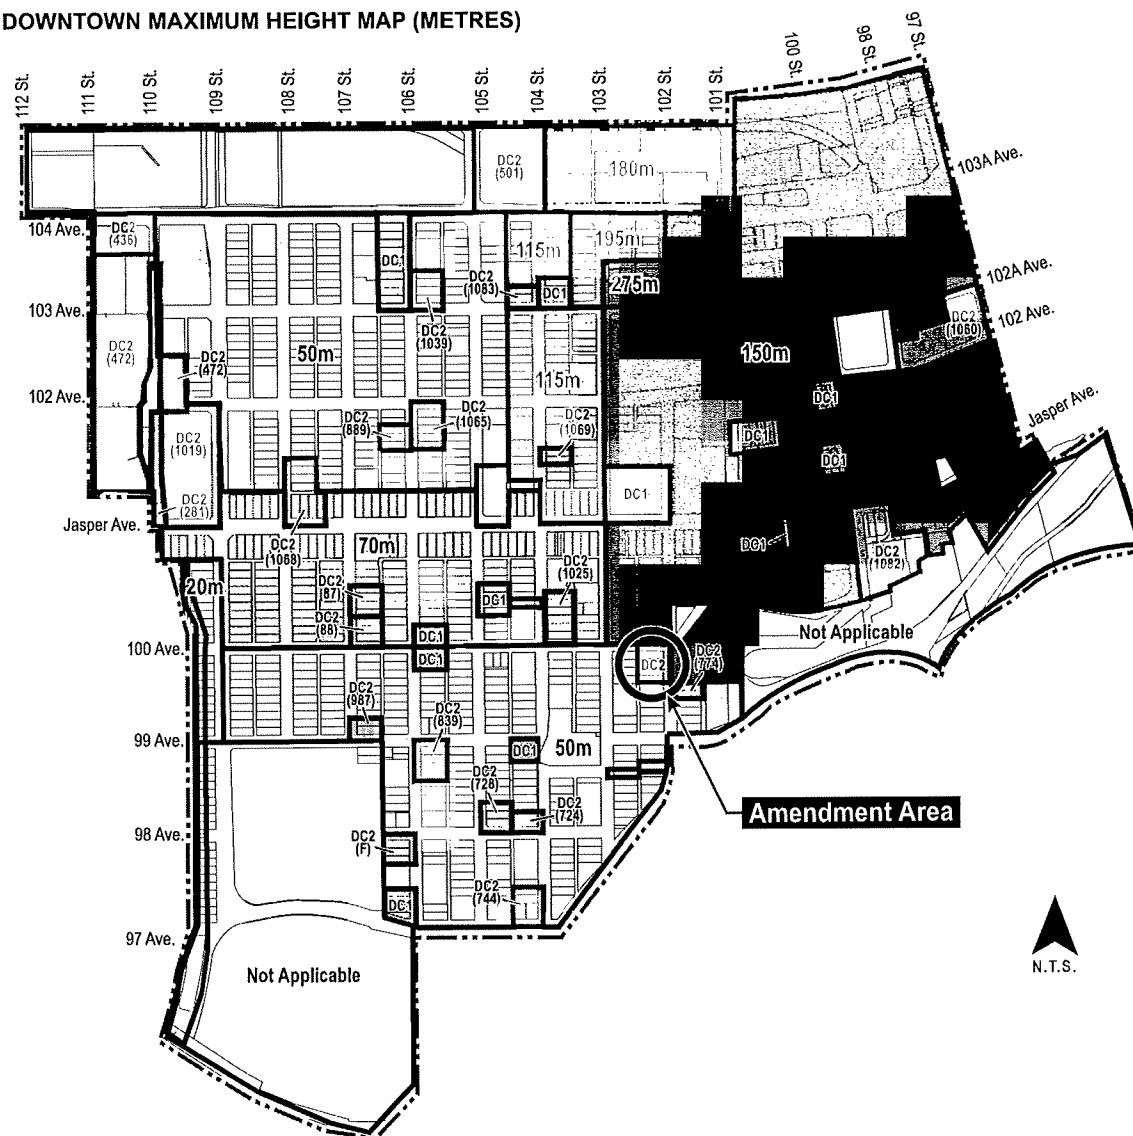 DOWNTOWN MAXIMUM HEIGHT MAP (METRES)
112 St.
111 St.
110 St.
109 St.
108 St.
107 St.
106 St.
105 St.
104 St.
103 St.
102 St.
101 St.
100 St.
98 St.
97 St.
103A Ave.
DC2
(501)
180m
104 Ave.
DC2
(436)
DC1
115m
195m
DC2
(1083)
DC1
275m
102A Ave.
103 Ave.
DC2
(1039)
DC2
(1060)
102 Ave.
DC2
(472)
DC2
(472)
50m
115m
150m
102 Ave.
DC2
(889)
DC2
(1065)
DC2
(1069)
DC1
DC1
Jasper Ave.
DC2
(1019)
DC1
DC1
DC2
(281)
Jasper Ave.
DC2
(1068)
70m
DC1
DC2
(1082)
20m
DC2
(87)
DC2
(88)
DC1
DC2
(1025)
DC1
Not Applicable
100 Ave.
DC1
DC2
DC2
(774)
DC2
(987)
DC2
(839)
99 Ave.
DC1
50m
DC2
(728)
DC2
(724)
Amendment Area
98 Ave.
DC2
(F)
DC2
(744)
DC1
97 Ave.
Not Applicable
N.T.S.